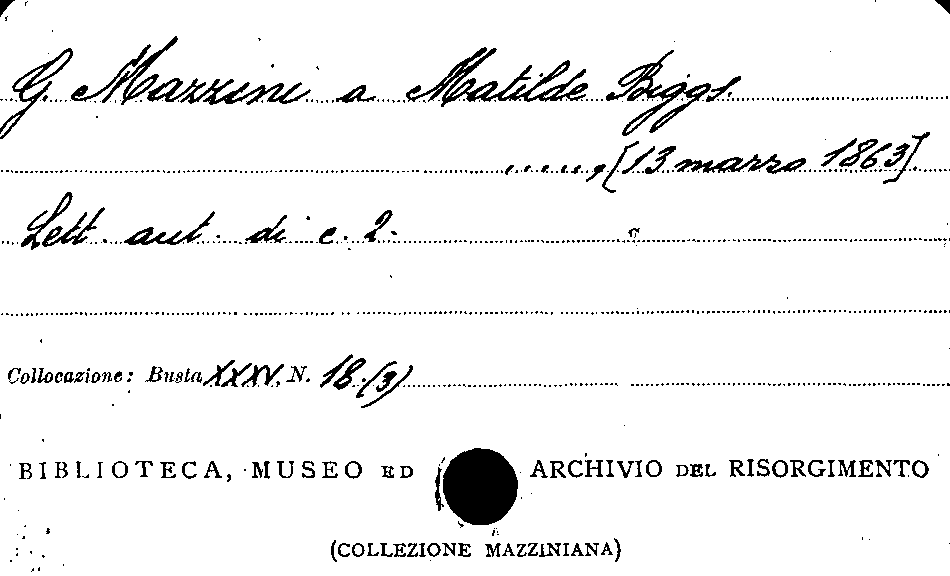 G. Mazzini a Matilde Biggs.
....., [13 marzo 1863].
Lett. aut. di c. 2.
Collocazione: Busta XXXV, N. 18.(3)
BIBLIOTECA, MUSEO ED ARCHIVIO DEL RISORGIMENTO
(COLLEZIONE MAZZINIANA)